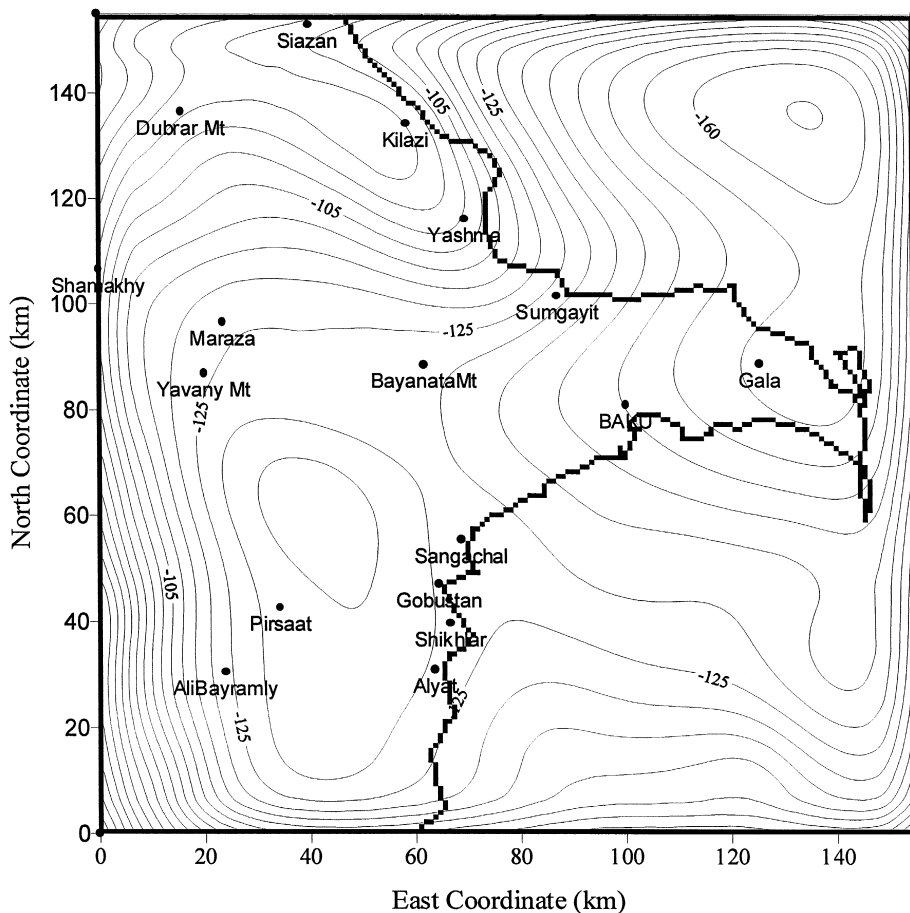 Siazan
140
-105
-125
-160
Dubrar Mt
Kilazi
120
-105
Yashma
Shamakhy
100
Sumgayit
Maraza
-125
BayanataMt
Gala
Yavany Mt
80
-125
BAKU
North Coordinate (km)
60
Sangachal
-105
Gobustan
40
Pirsaat
Shikhlar
AliBayramly
Alyat
-125
-125
20
-125
0
0 20 40 60 80 100 120 140
East Coordinate (km)